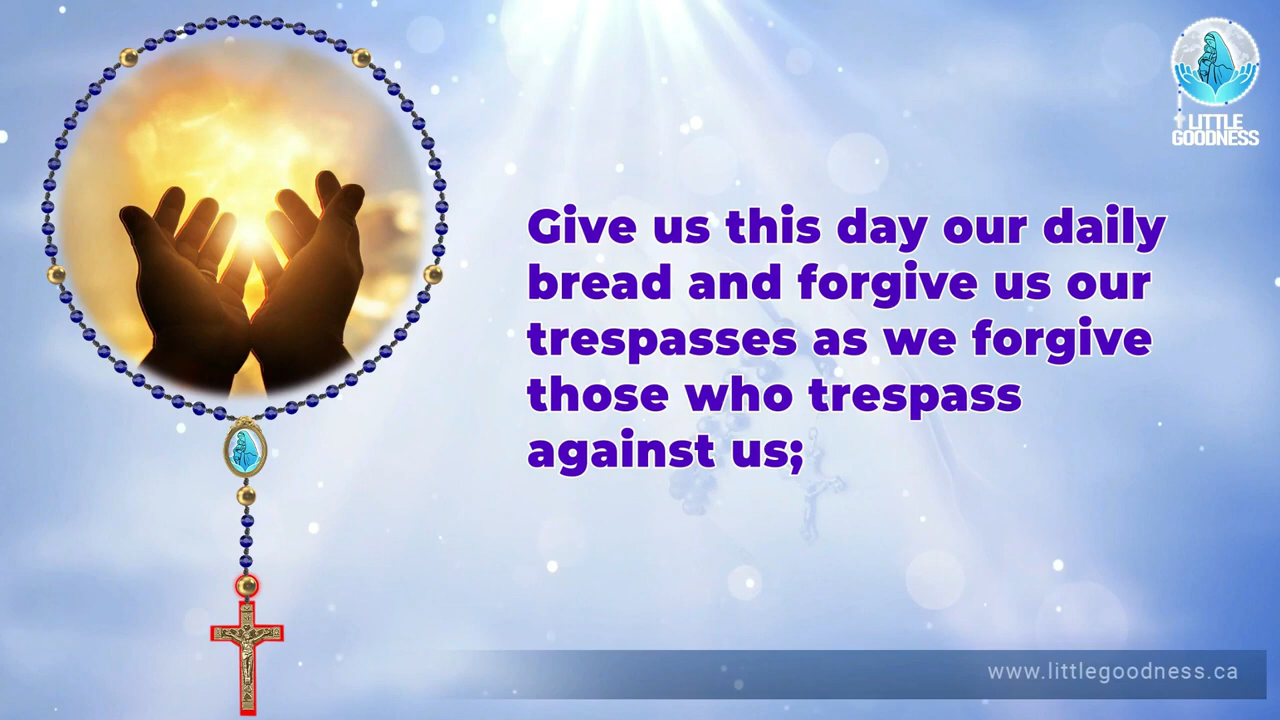 LITTLE
GOODNESS
Give us this day our daily
bread and forgive us our
trespasses as we forgive
those who trespass
against us;
www.littlegoodness.ca